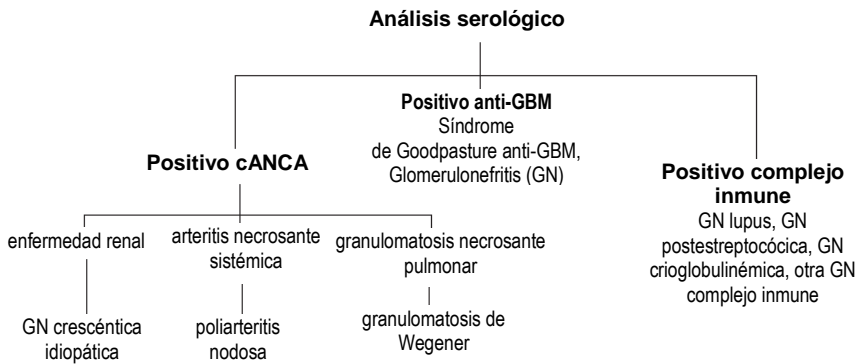 Análisis serológico
Positivo anti-GBM
Síndrome
de Goodpasture anti-GBM,
Glomerulonefritis (GN)
Positivo cANCA
Positivo complejo
inmune
GN lupus, GN
postestreptocócica, GN
crioglobulinémica, otra GN
complejo inmune
enfermedad renal
arteritis necrosante
sistémica
granulomatosis necrosante
pulmonar
GN crescéntica
idiopática
poliarteritis
nodosa
granulomatosis de
Wegener